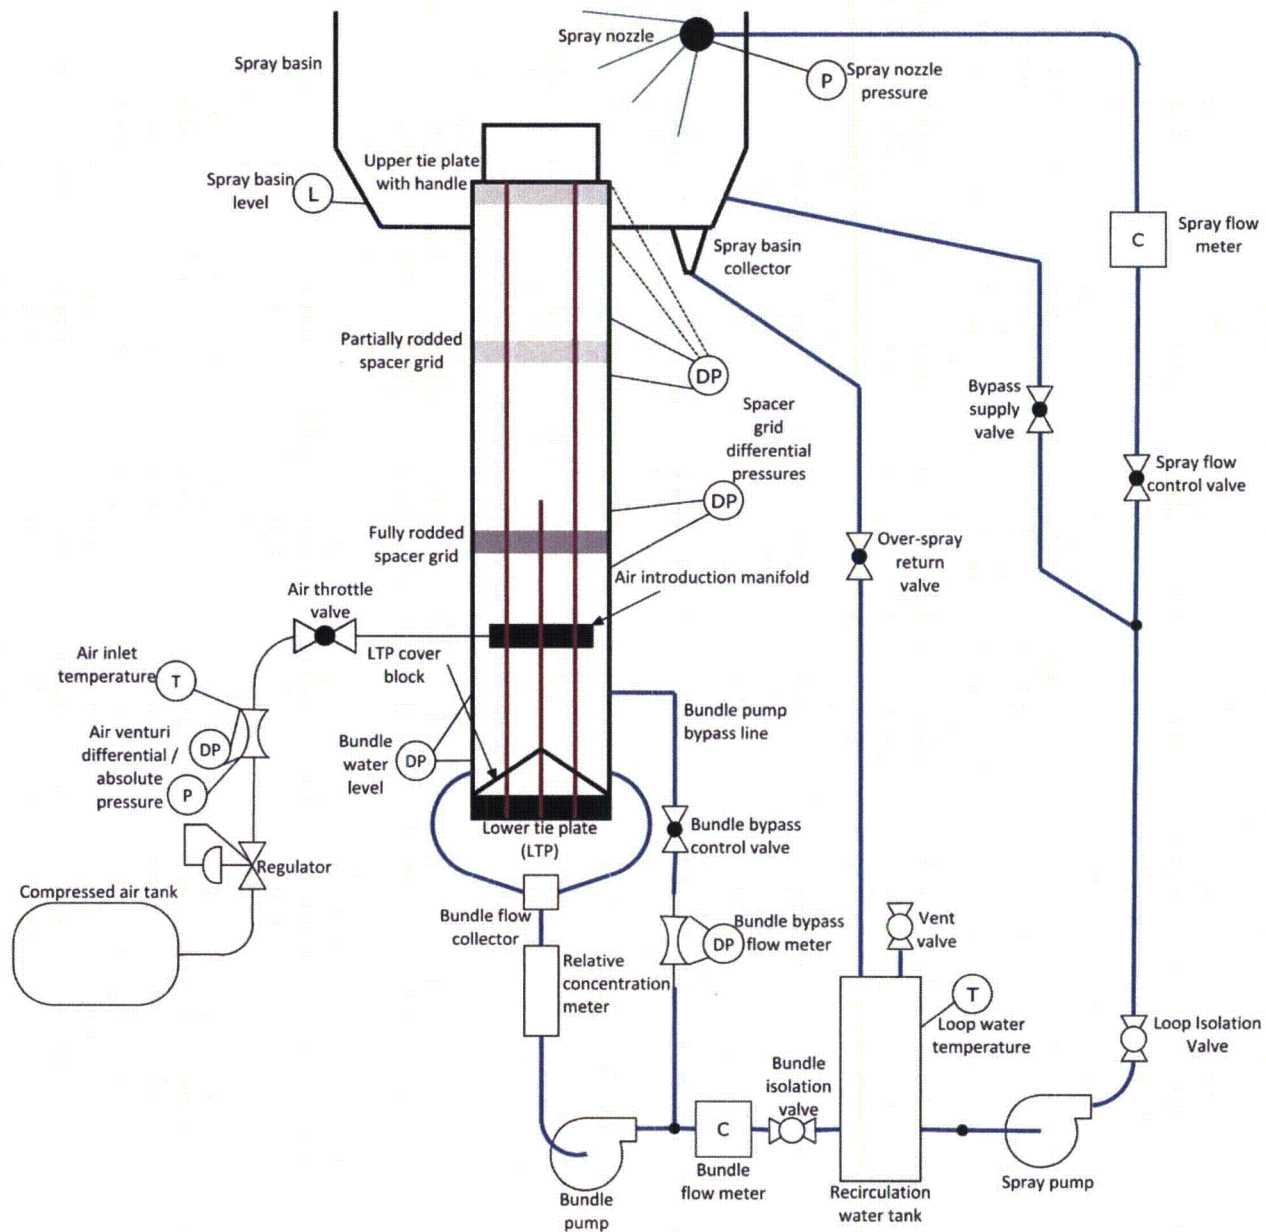 Spray nozzle
Spray basin
P
Spray nozzle
pressure
Upper tie plate
with handle
Spray basin
level
L
Spray flow
meter
C
Spray basin
collector
Partially rodded
spacer grid
DP
Bypass
supply
valve
Spacer
grid
differential
pressures
Spray flow
control valve
DP
Fully rodded
spacer grid
Over-spray
return
valve
Air introduction manifold
Air throttle
valve
LTP cover
block
Air inlet
temperature
T
Air venturi
differential /
absolute
pressure
DP
P
Bundle
water
level
DP
Bundle pump
bypass line
Lower tie plate
(LTP)
Bundle bypass
control valve
Regulator
Compressed air tank
Bundle flow
collector
Bundle bypass
flow meter
DP
Vent
valve
Relative
concentration
meter
T
Loop water
temperature
Loop Isolation
Valve
Bundle
isolation
valve
C
Bundle
flow meter
Bundle
pump
Recirculation
water tank
Spray pump